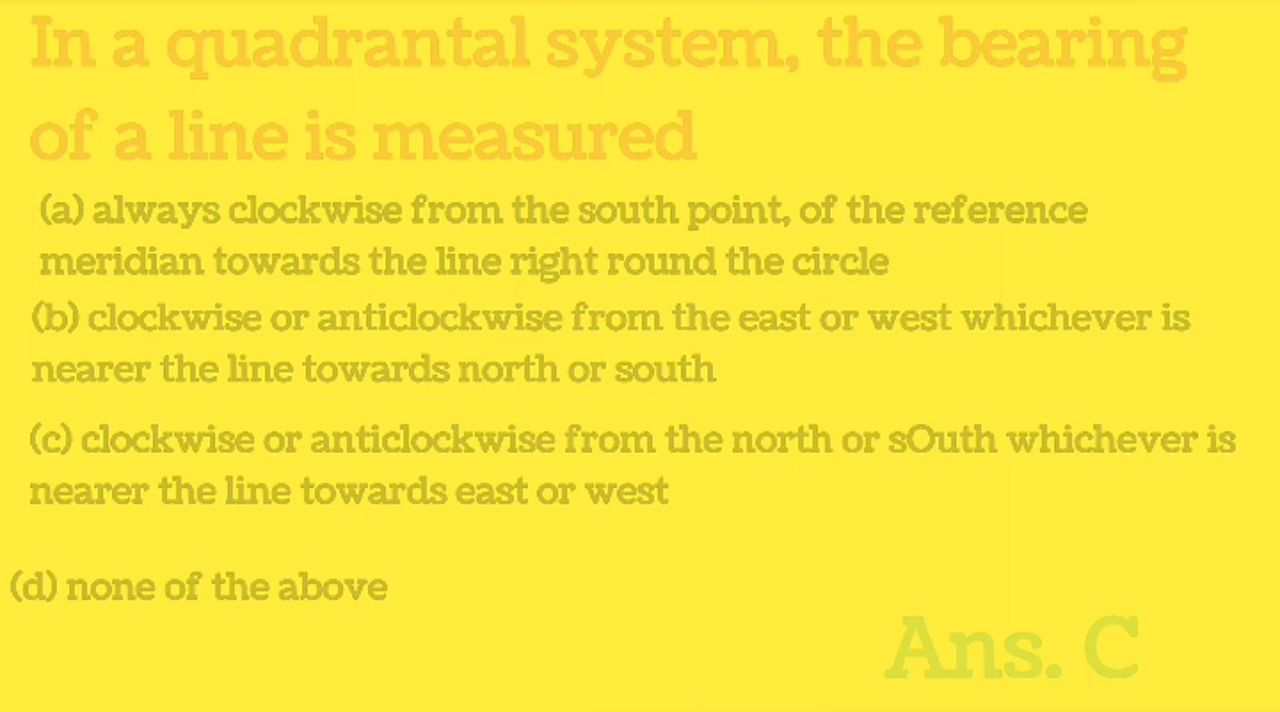 In a quadrantal system, the bearing
of a line is measured
(a) always clockwise from the south point, of the reference
meridian towards the line right round the circle
(b) clockwise or anticlockwise from the east or west whichever is
nearer the line towards north or south
(c) clockwise or anticlockwise from the north or sOuth whichever is
nearer the line towards east or west
(d) none of the above
Ans. C